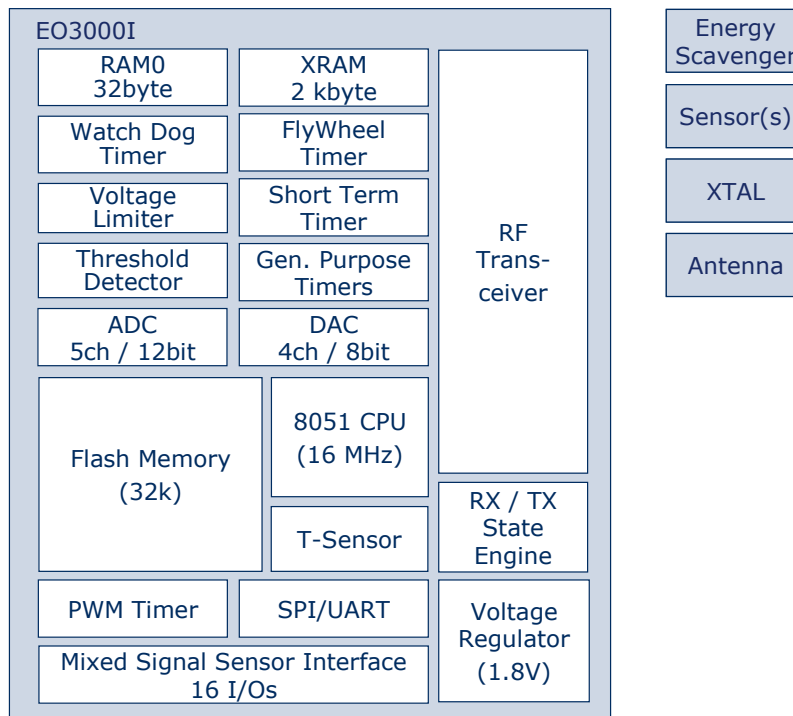 EO3000I
RAM0
32byte
XRAM
2 kbyte
Watch Dog
Timer
FlyWheel
Timer
Voltage
Limiter
Short Term
Timer
Threshold
Detector
Gen. Purpose
Timers
ADC
5ch / 12bit
DAC
4ch / 8bit
RF
Trans-
ceiver
Flash Memory
(32k)
8051 CPU
(16 MHz)
T-Sensor
RX / TX
State
Engine
PWM Timer
SPI/UART
Voltage
Regulator
(1.8V)
Mixed Signal Sensor Interface
16 I/Os
Energy
Scavenger
Sensor(s)
XTAL
Antenna